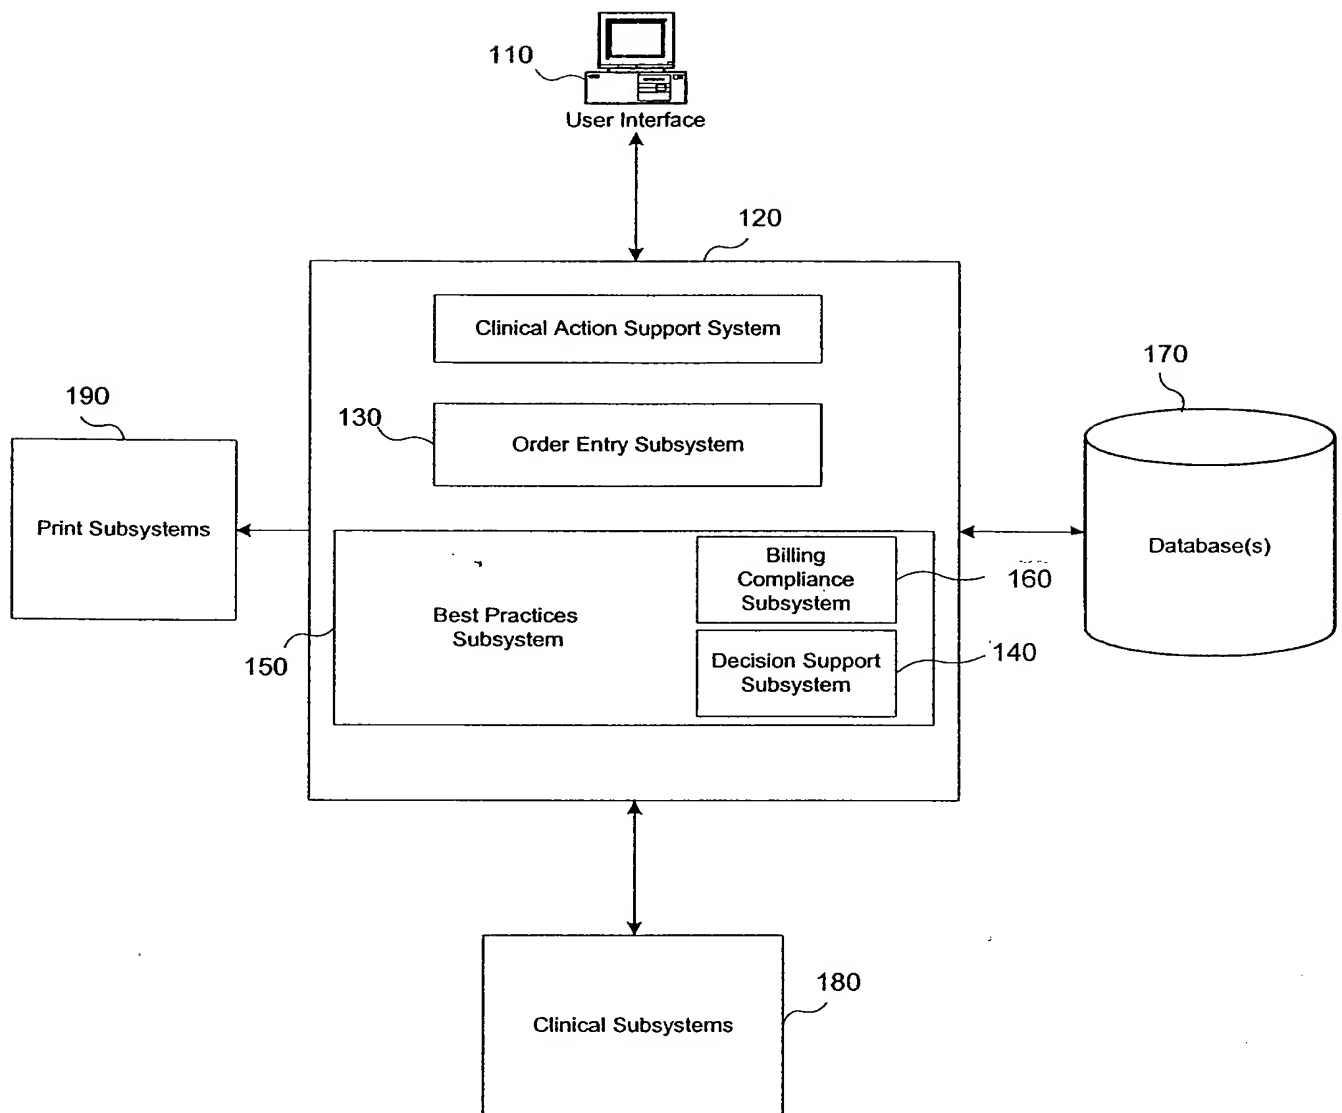 110
User Interface
120
Clinical Action Support System
170
190
130
Order Entry Subsystem
Print Subsystems
Database(s)
Billing
Compliance
Subsystem
160
Best Practices
Subsystem
150
Decision Support
Subsystem
140
180
Clinical Subsystems